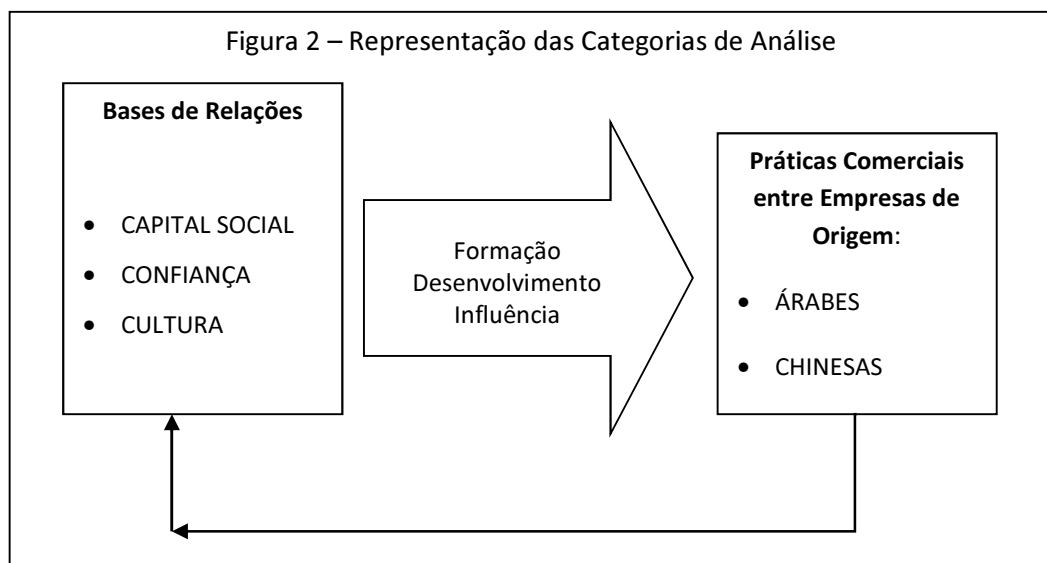 Figura 2 – Representação das Categorias de Análise
Bases de Relações
• CAPITAL SOCIAL
• CONFIANÇA
• CULTURA
Formação
Desenvolvimento
Influência
Práticas Comerciais
entre Empresas de
Origem:
• ÁRABES
• CHINESAS